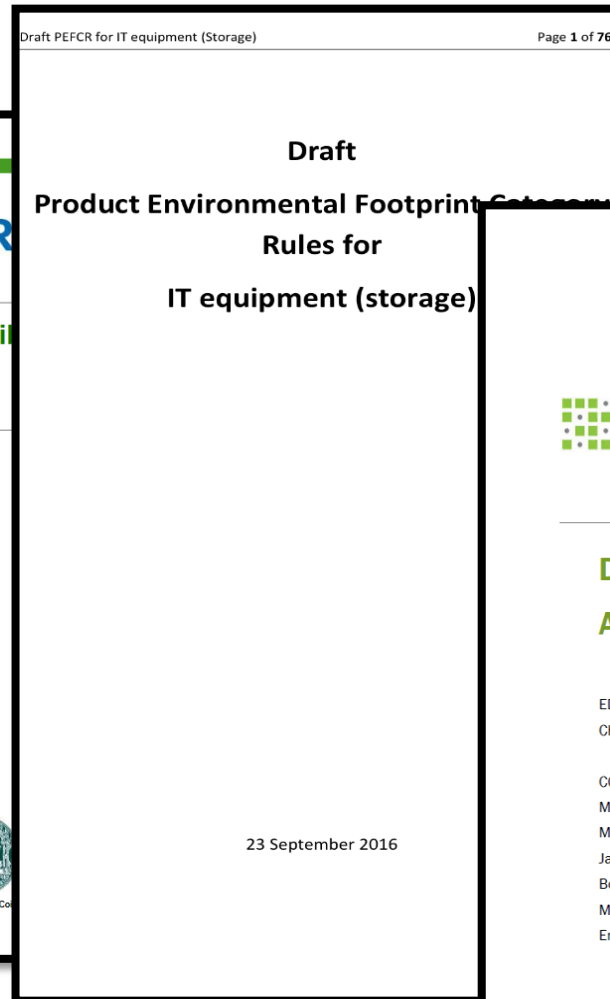 Draft PEFCR for IT equipment (Storage)
Page 1 of 76
Draft
Product Environmental Footprint Category
Rules for
IT equipment (storage)
23 September 2016